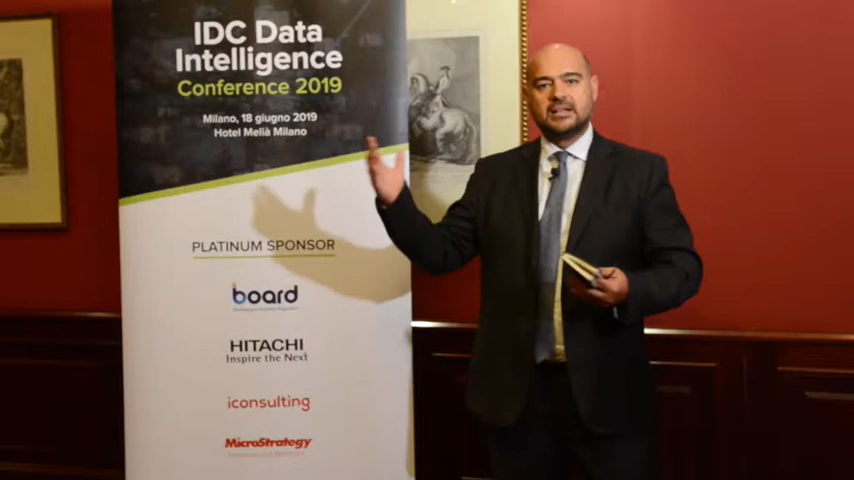 IDC Data
Intelligence
Conference 2019
Milano, 18 giugno 2019
Hotel Melià Milano
PLATINUM SPONSOR
board
HITACHI
Inspire the Next
iconsulting
MicroStrategy